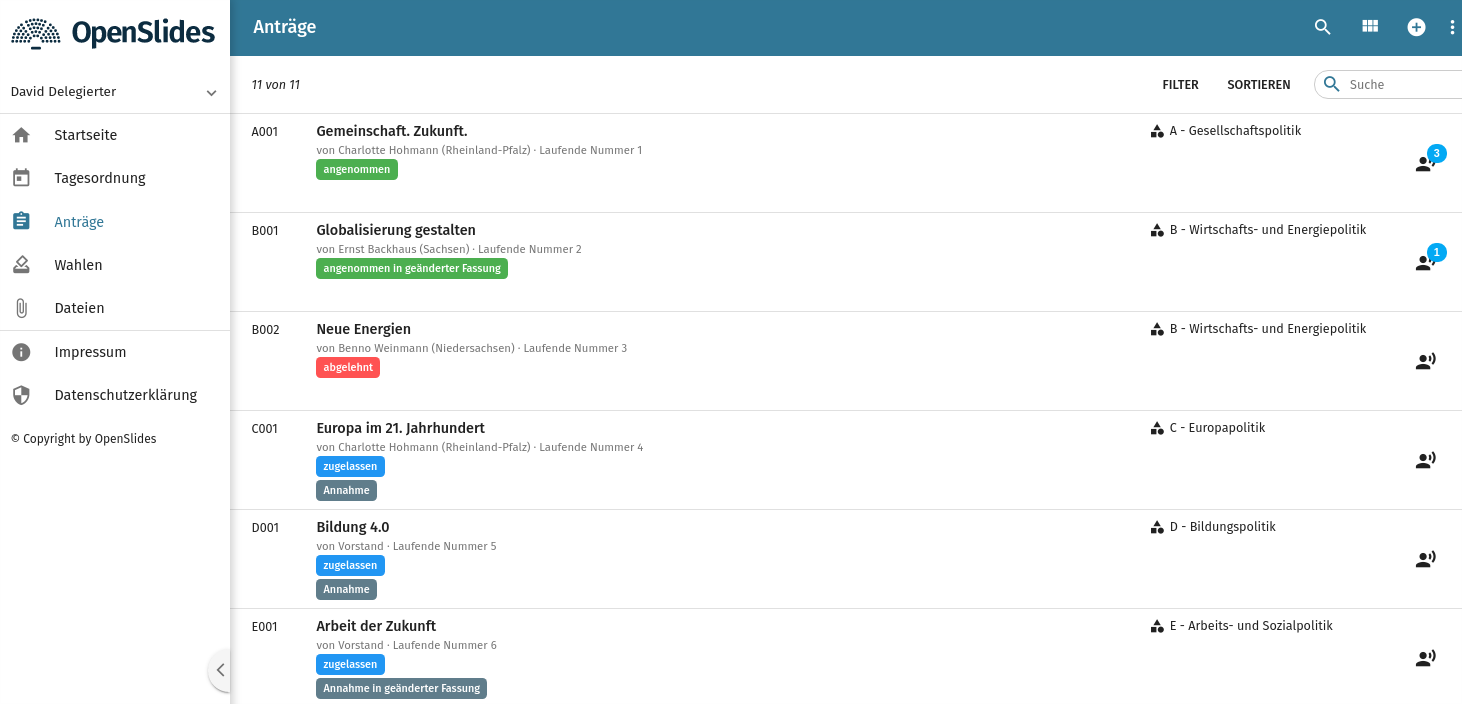 OpenSlides
David Delegierter
Startseite
Tagesordnung
Anträge
Wahlen
Dateien
Impressum
Datenschutzerklärung
© Copyright by OpenSlides
Anträge
11 von 11
FILTER
SORTIEREN
Suche
A001
Gemeinschaft. Zukunft.
von Charlotte Hohmann (Rheinland-Pfalz) · Laufende Nummer 1
angenommen
A - Gesellschaftspolitik
3
B001
Globalisierung gestalten
von Ernst Backhaus (Sachsen) · Laufende Nummer 2
angenommen in geänderter Fassung
B - Wirtschafts- und Energiepolitik
1
B002
Neue Energien
von Benno Weinmann (Niedersachsen) · Laufende Nummer 3
abgelehnt
B - Wirtschafts- und Energiepolitik
C001
Europa im 21. Jahrhundert
von Charlotte Hohmann (Rheinland-Pfalz) · Laufende Nummer 4
zugelassen
Annahme
C - Europapolitik
D001
Bildung 4.0
von Vorstand · Laufende Nummer 5
zugelassen
Annahme
D - Bildungspolitik
E001
Arbeit der Zukunft
von Vorstand · Laufende Nummer 6
zugelassen
Annahme in geänderter Fassung
E - Arbeits- und Sozialpolitik